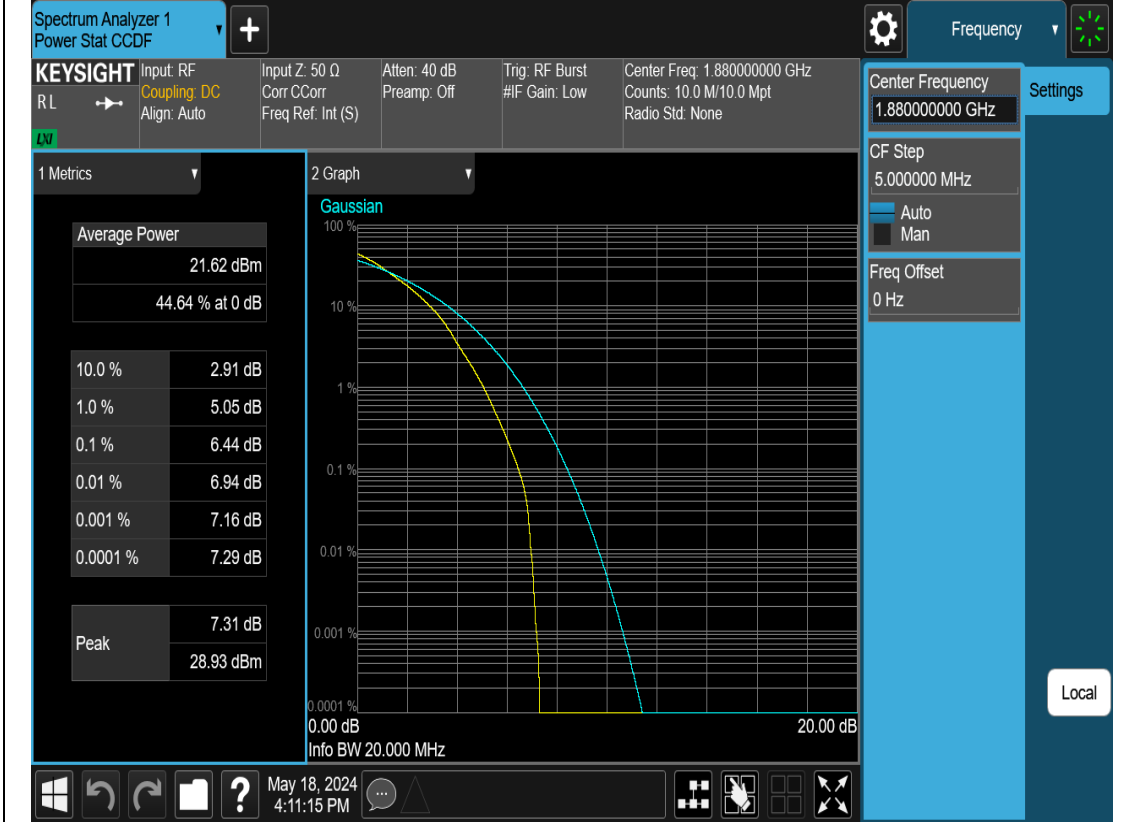 Spectrum Analyzer 1
Power Stat CCDF
Frequency
KEYSIGHT
R L
LXI
Input: RF
Coupling: DC
Align: Auto
Input Z: 50 Ω
Corr CCorr
Freq Ref: Int (S)
Atten: 40 dB
Preamp: Off
Trig: RF Burst
#IF Gain: Low
Center Freq: 1.880000000 GHz
Counts: 10.0 M/10.0 Mpt
Radio Std: None
Center Frequency
1.880000000 GHz
Settings
CF Step
5.000000 MHz
Auto
Man
Freq Offset
0 Hz
1 Metrics
Average Power
21.62 dBm
44.64 % at 0 dB
10.0 % 2.91 dB
1.0 % 5.05 dB
0.1 % 6.44 dB
0.01 % 6.94 dB
0.001 % 7.16 dB
0.0001 % 7.29 dB
Peak
7.31 dB
28.93 dBm
2 Graph
Gaussian
100 %
10 %
1 %
0.1 %
0.01 %
0.001 %
0.0001 %
0.00 dB 20.00 dB
Info BW 20.000 MHz
Local
? May 18, 2024
4:11:15 PM